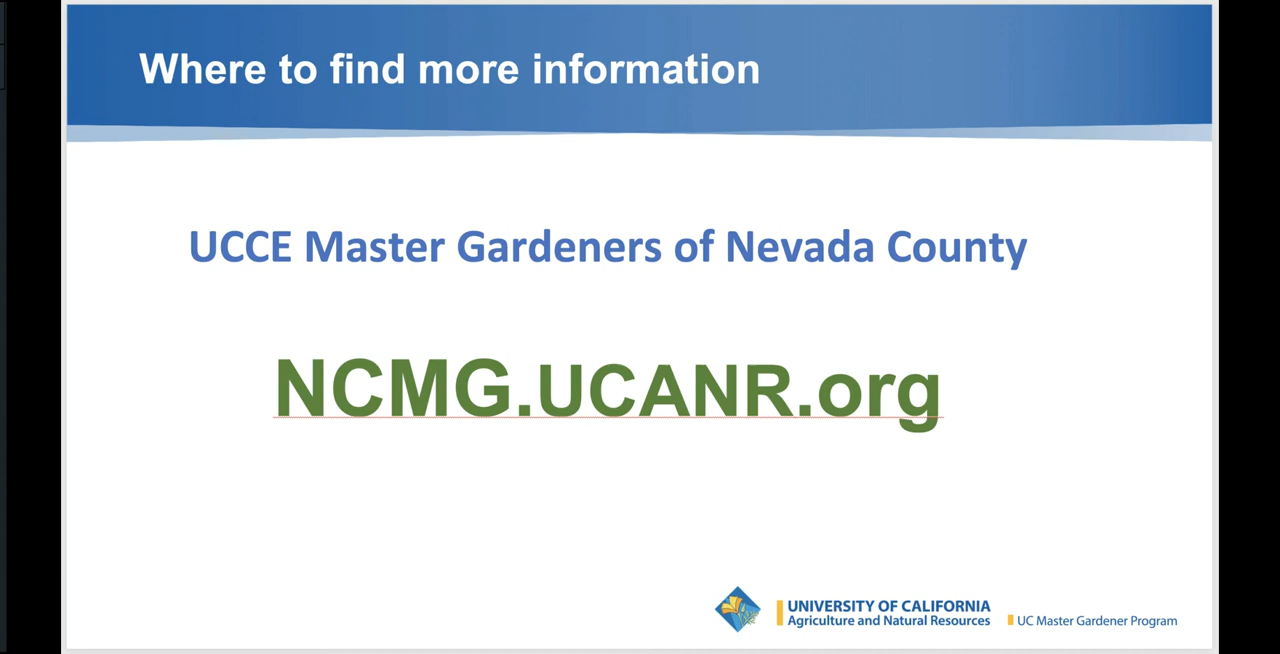 Where to find more information
UCCE Master Gardeners of Nevada County
NCMG.UCANR.org
UNIVERSITY OF CALIFORNIA
Agriculture and Natural Resources
UC Master Gardener Program